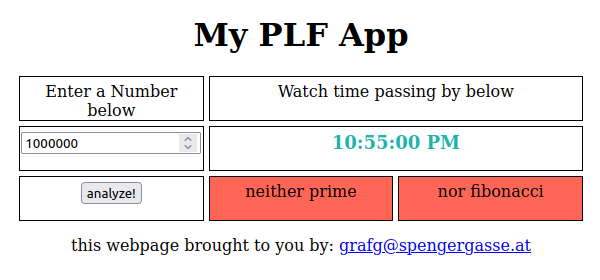 My PLF App
Enter a Number
below
Watch time passing by below
1000000
10:55:00 PM
analyze!
neither prime
nor fibonacci
this webpage brought to you by: grafg@spengergasse.at